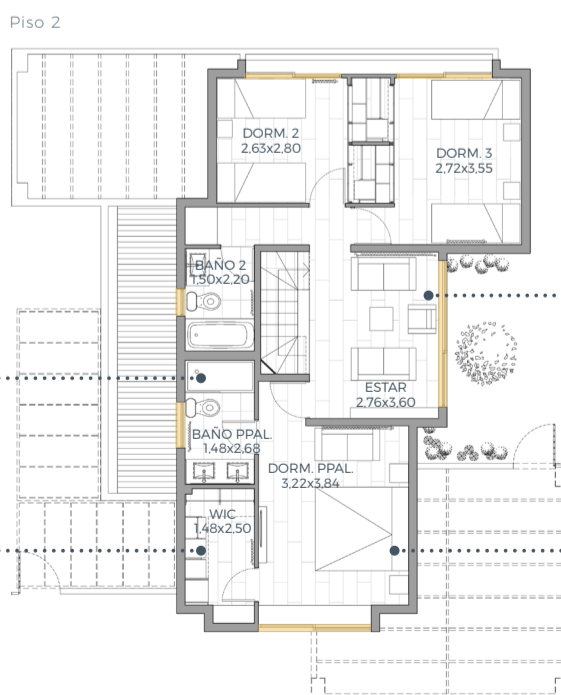 Piso 2
DORM. 2
2,63x2,80
DORM. 3
2,72x3,55
BAÑO 2
1,50x2,20
ESTAR
2,76x3,60
BAÑO PPAL.
1,48x2,68
DORM. PPAL.
3,22x3,84
WIC
1,48x2,50